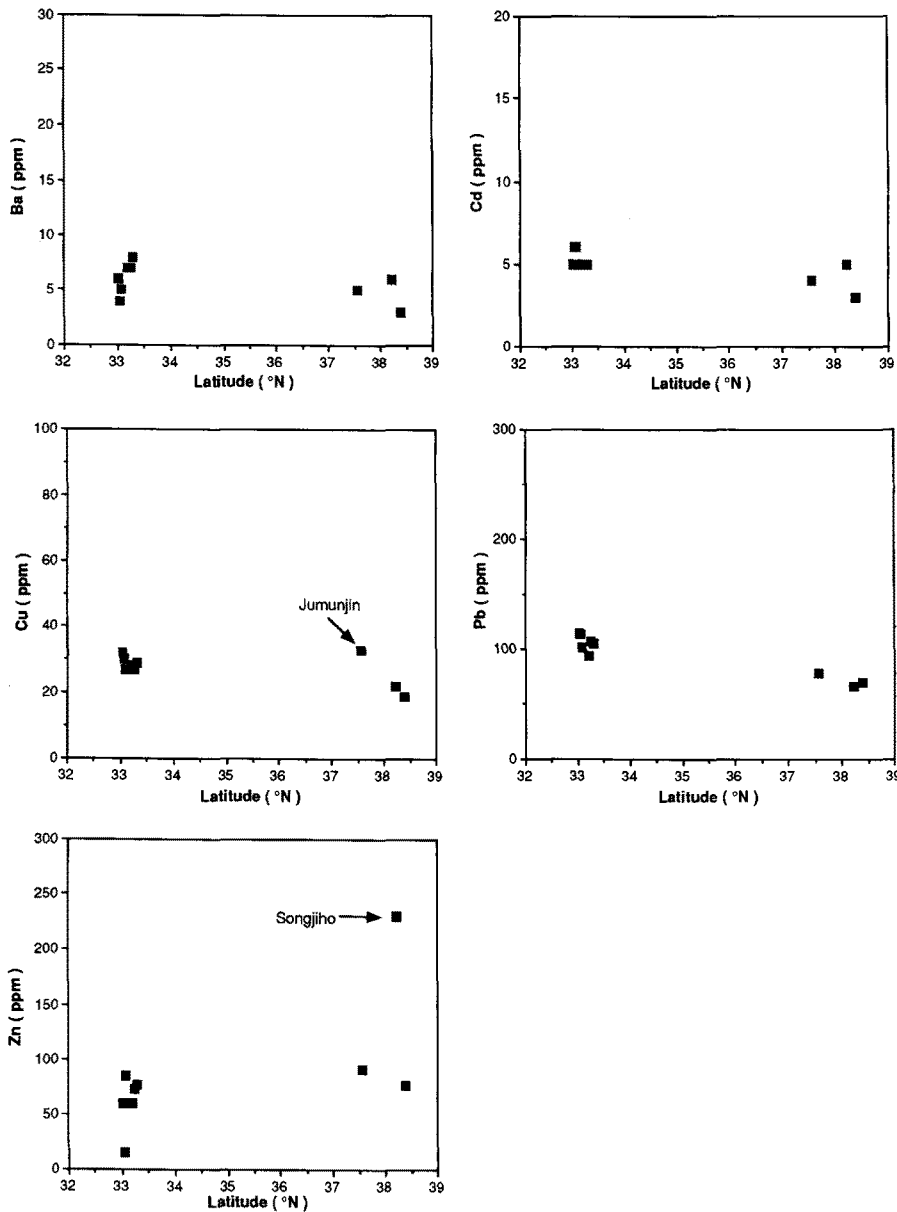 30
25
20
15
10
5
0
Ba ( ppm )
32 33 34 35 36 37 38 39
Latitude ( °N )
20
15
10
5
0
Cd ( ppm )
32 33 34 35 36 37 38 39
Latitude ( °N )
100
80
60
40
20
0
Cu ( ppm )
Jumunjin
32 33 34 35 36 37 38 39
Latitude ( °N )
300
200
100
0
Pb ( ppm )
32 33 34 35 36 37 38 39
Latitude ( °N )
300
250
200
150
100
50
0
Zn ( ppm )
Songjiho
32 33 34 35 36 37 38 39
Latitude ( °N )